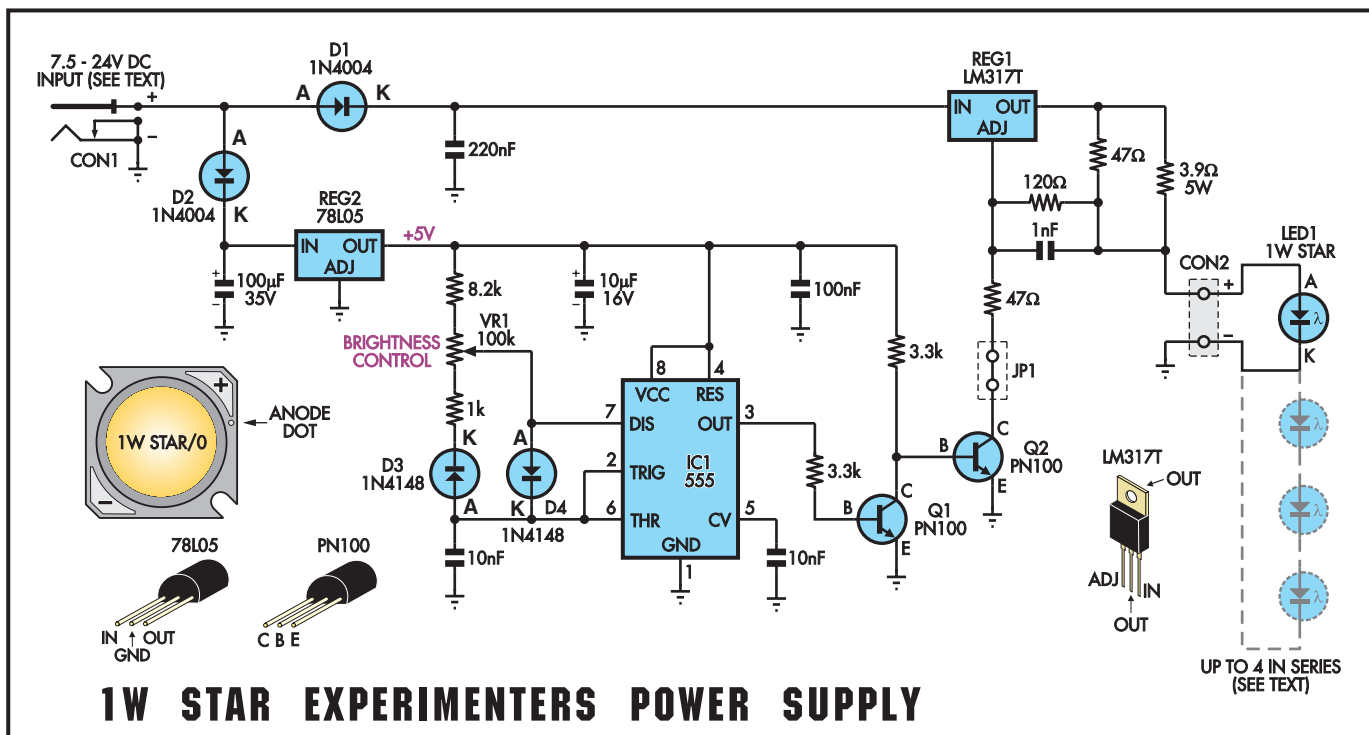 7.5 - 24V DC
INPUT (SEE TEXT)
+
−
CON1
D1
1N4004
A
K
220nF
REG1
LM317T
IN
OUT
ADJ
47Ω
3.9Ω
5W
120Ω
1nF
A
D2
1N4004
K
REG2
78L05
IN
OUT
ADJ
+5V
+
−
100µF
35V
8.2k
VR1
100k
BRIGHTNESS
CONTROL
1k
+
−
10µF
16V
100nF
3.3k
47Ω
JP1
CON2
+
−
LED1
1W STAR
A
λ
K
8
4
VCC
RES
7
DIS
OUT
3
2
TRIG
IC1
555
6
THR
CV
5
GND
1
K
D3
1N4148
A
A
K
D4
1N4148
10nF
10nF
3.3k
B
C
E
Q1
PN100
B
C
E
Q2
PN100
λ
λ
λ
UP TO 4 IN SERIES
(SEE TEXT)
LM317T
OUT
ADJ
IN
OUT
+
1W STAR/0
−
ANODE
DOT
78L05
IN
OUT
GND
PN100
C B E
1W STAR EXPERIMENTERS POWER SUPPLY